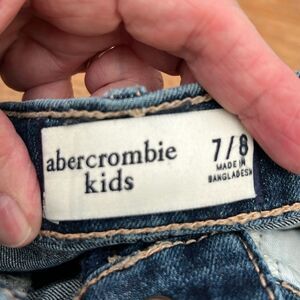 abercrombie
kids
7/8
MADE IN
BANGLADESH